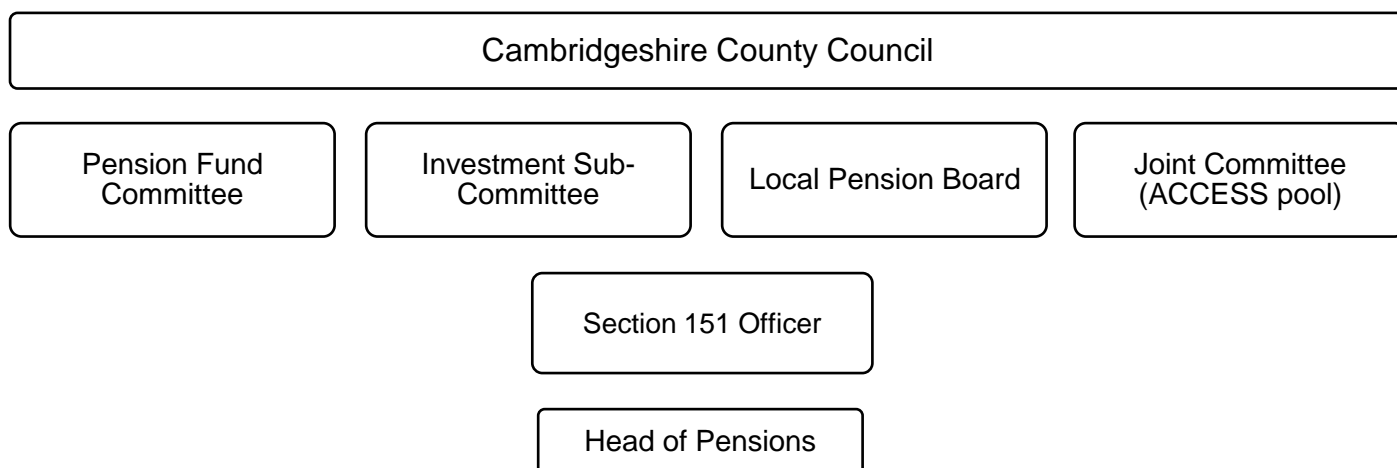 Cambridgeshire County Council
Pension Fund
Committee
Investment Sub-
Committee
Local Pension Board
Joint Committee
(ACCESS pool)
Section 151 Officer
Head of Pensions